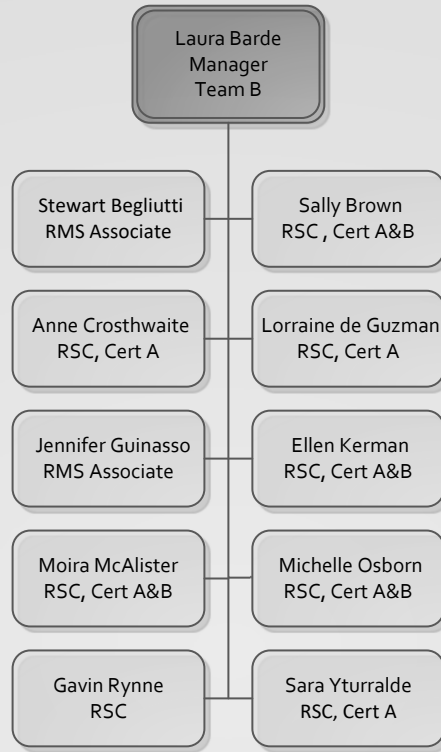 Laura Barde
Manager
Team B
Stewart Begliutti
RMS Associate
Sally Brown
RSC , Cert A&B
Anne Crosthwaite
RSC, Cert A
Lorraine de Guzman
RSC, Cert A
Jennifer Guinasso
RMS Associate
Ellen Kerman
RSC, Cert A&B
Moira McAlister
RSC, Cert A&B
Michelle Osborn
RSC, Cert A&B
Gavin Rynne
RSC
Sara Yturralde
RSC, Cert A